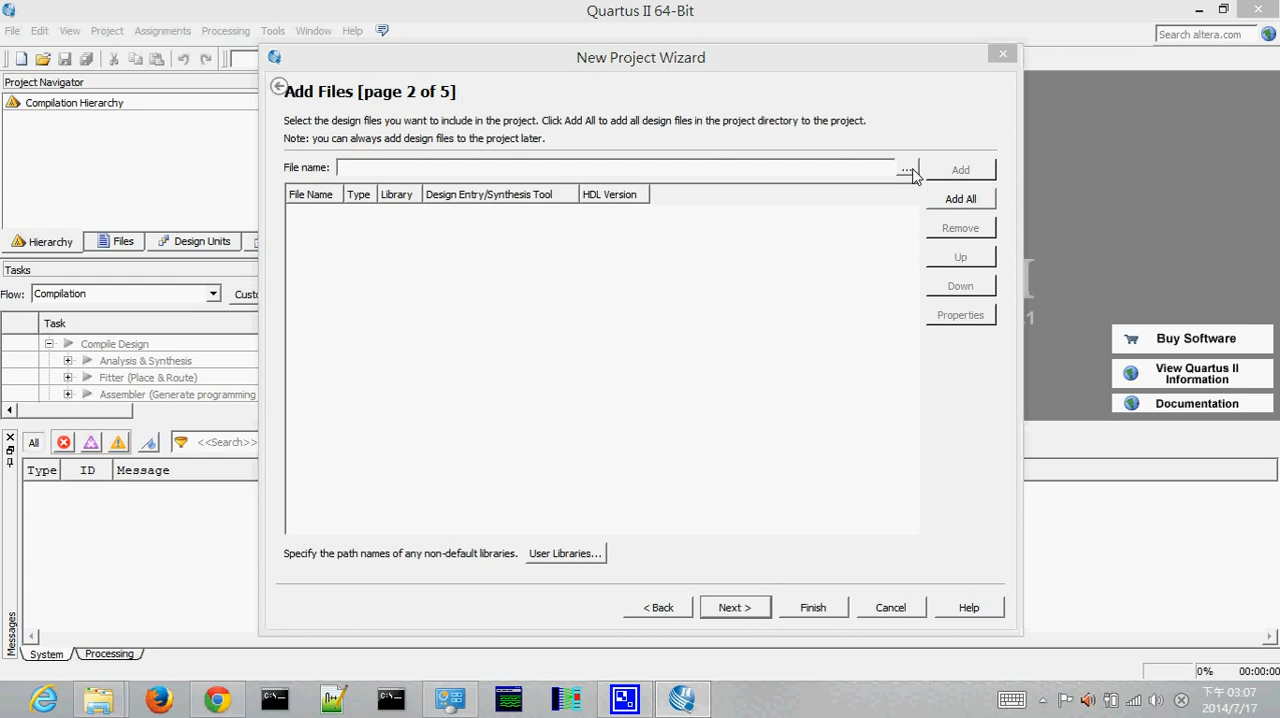 Quartus II 64-Bit
File Edit View Project Assignments Processing Tools Window Help
Search altera.com
New Project Wizard
Project Navigator
Compilation Hierarchy
Add Files [page 2 of 5]
Select the design files you want to include in the project. Click Add All to add all design files in the project directory to the project.
Note: you can always add design files to the project later.
File name:
...
Add
File Name Type Library Design Entry/Synthesis Tool HDL Version
Add All
Remove
Up
Down
Properties
Hierarchy Files Design Units
Tasks
Flow: Compilation
Task
Compile Design
Analysis & Synthesis
Fitter (Place & Route)
Assembler (Generate programming
Buy Software
View Quartus II
Information
Documentation
All
<<Search>>
Type ID Message
Specify the path names of any non-default libraries. User Libraries...
< Back Next > Finish Cancel Help
Messages
System Processing
0% 00:00:00
下午 03:07
2014/7/17